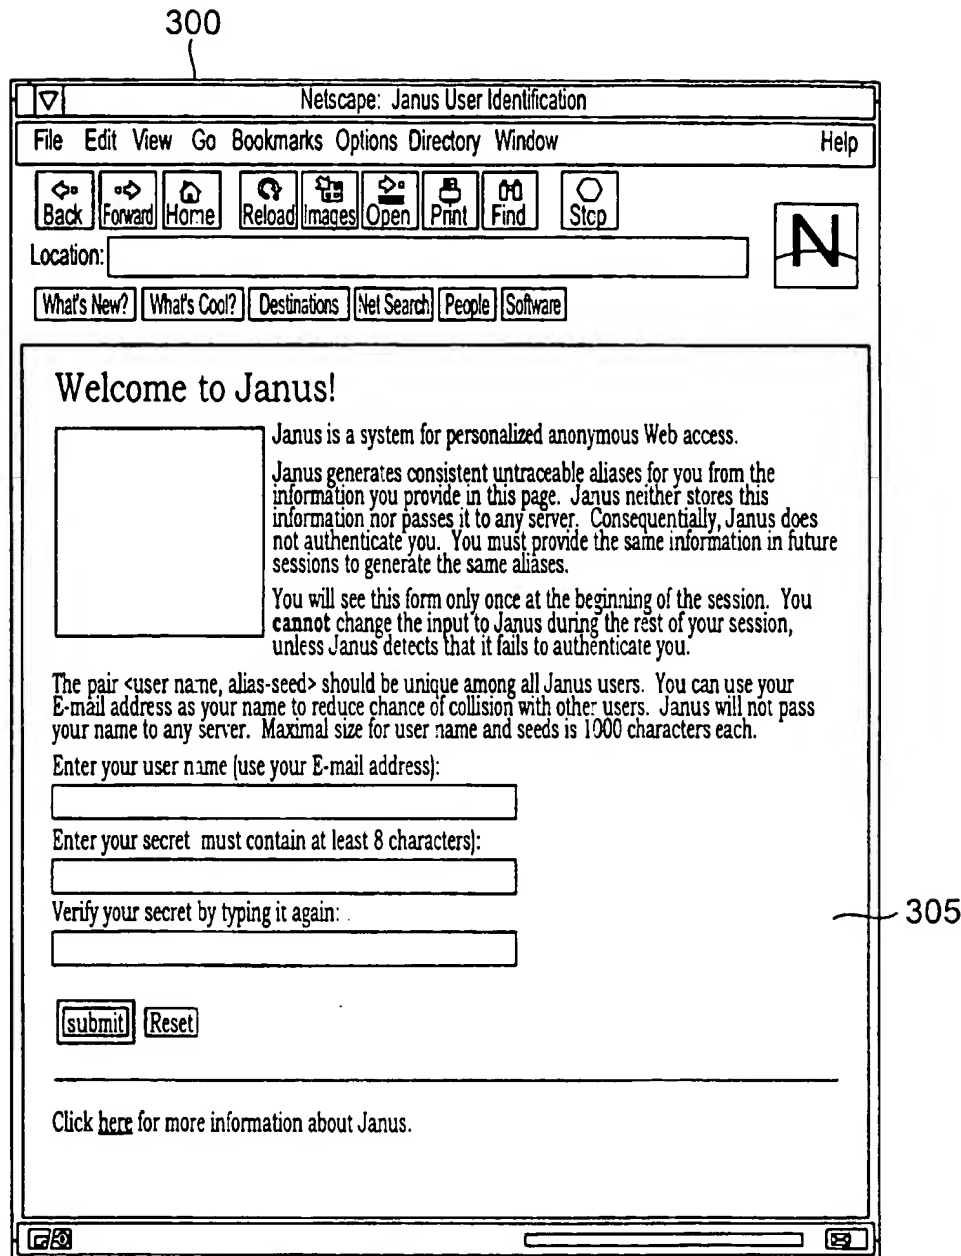 300
Netscape: Janus User Identification
File Edit View Go Bookmarks Options Directory Window Help
Back Forward Home Reload Images Open Print Find Stop
N
Location:
What's New? What's Cool? Destinations Net Search People Software
Welcome to Janus!
Janus is a system for personalized anonymous Web access.
Janus generates consistent untraceable aliases for you from the
information you provide in this page. Janus neither stores this
information nor passes it to any server. Consequentially, Janus does
not authenticate you. You must provide the same information in future
sessions to generate the same aliases.
You will see this form only once at the beginning of the session. You
cannot change the input to Janus during the rest of your session,
unless Janus detects that it fails to authenticate you.
The pair <user name, alias-seed> should be unique among all Janus users. You can use your
E-mail address as your name to reduce chance of collision with other users. Janus will not pass
your name to any server. Maximal size for user name and seeds is 1000 characters each.
Enter your user name (use your E-mail address):
Enter your secret must contain at least 8 characters):
Verify your secret by typing it again:
305
submit Reset
Click here for more information about Janus.